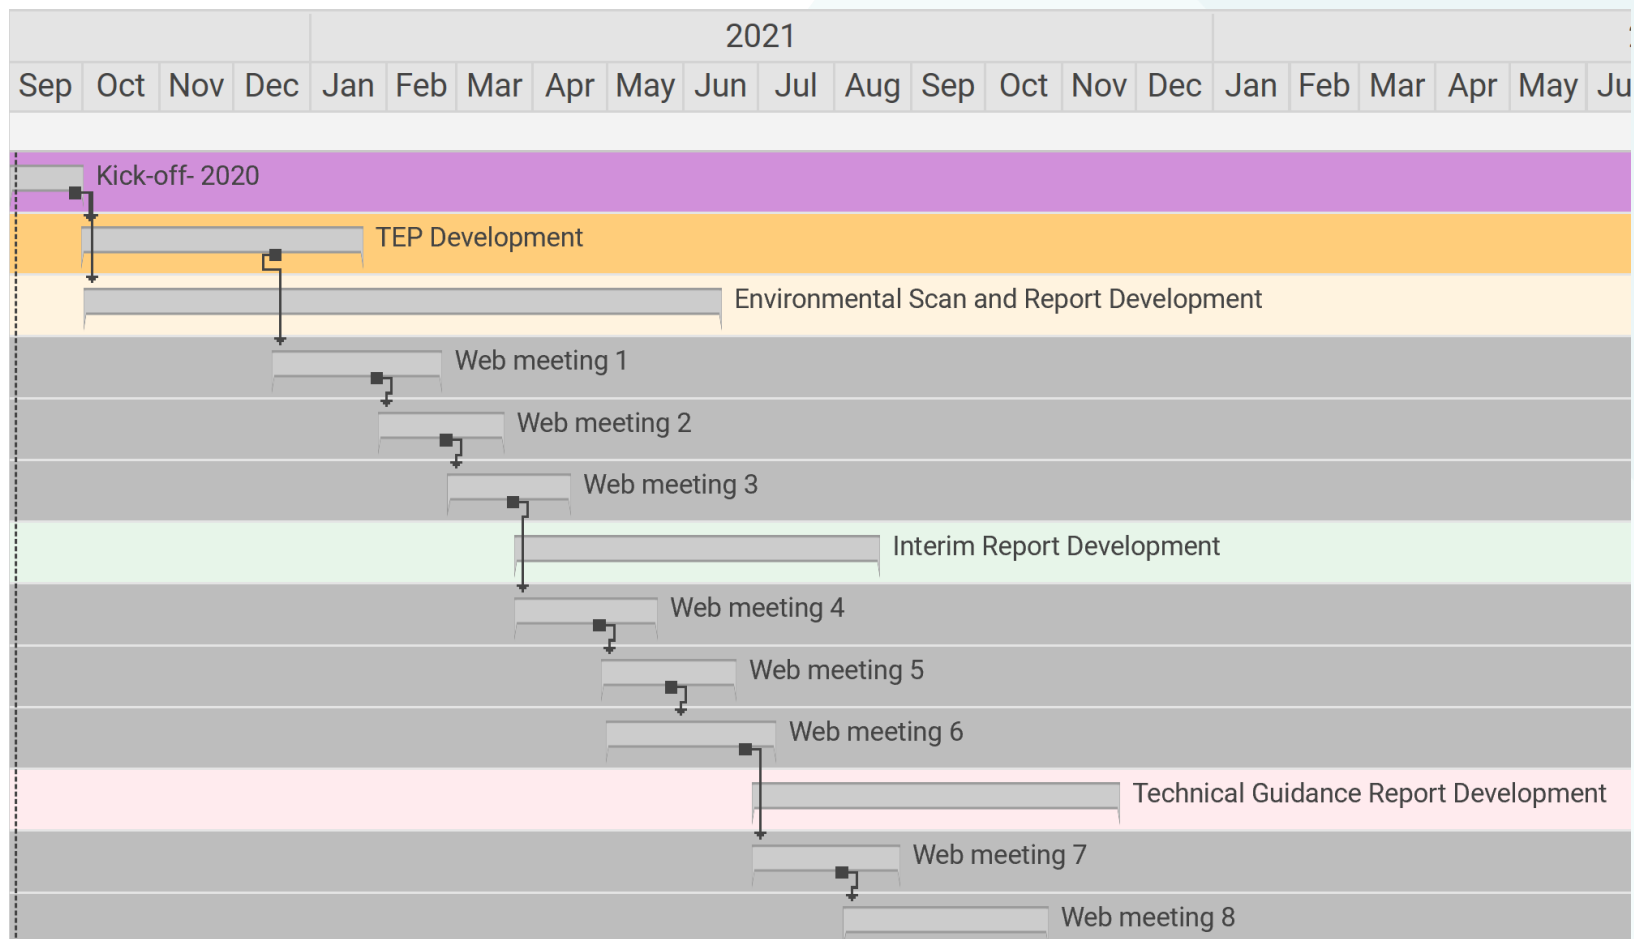 2021
Sep Oct Nov Dec Jan Feb Mar Apr May Jun Jul Aug Sep Oct Nov Dec Jan Feb Mar Apr May Ju
Kick-off- 2020
TEP Development
Environmental Scan and Report Development
Web meeting 1
Web meeting 2
Web meeting 3
Interim Report Development
Web meeting 4
Web meeting 5
Web meeting 6
Technical Guidance Report Development
Web meeting 7
Web meeting 8